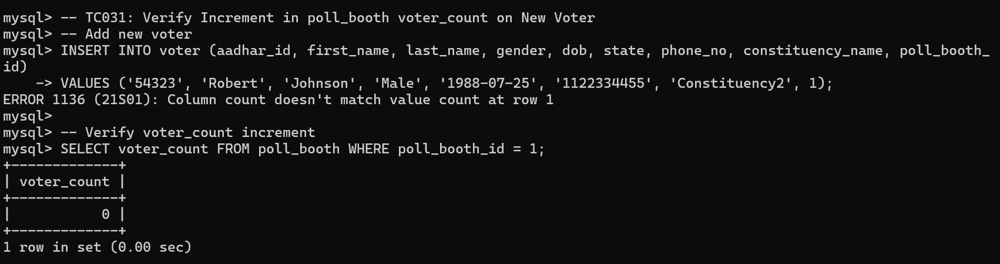 mysql> -- TC031: Verify Increment in poll_booth voter_count on New Voter
mysql> -- Add new voter
mysql> INSERT INTO voter (aadhar_id, first_name, last_name, gender, dob, state, phone_no, constituency_name, poll_booth_
id)
    -> VALUES ('54323', 'Robert', 'Johnson', 'Male', '1988-07-25', '1122334455', 'Constituency2', 1);
ERROR 1136 (21S01): Column count doesn't match value count at row 1
mysql>
mysql> -- Verify voter_count increment
mysql> SELECT voter_count FROM poll_booth WHERE poll_booth_id = 1;
+-------------+
| voter_count |
+-------------+
|           0 |
+-------------+
1 row in set (0.00 sec)